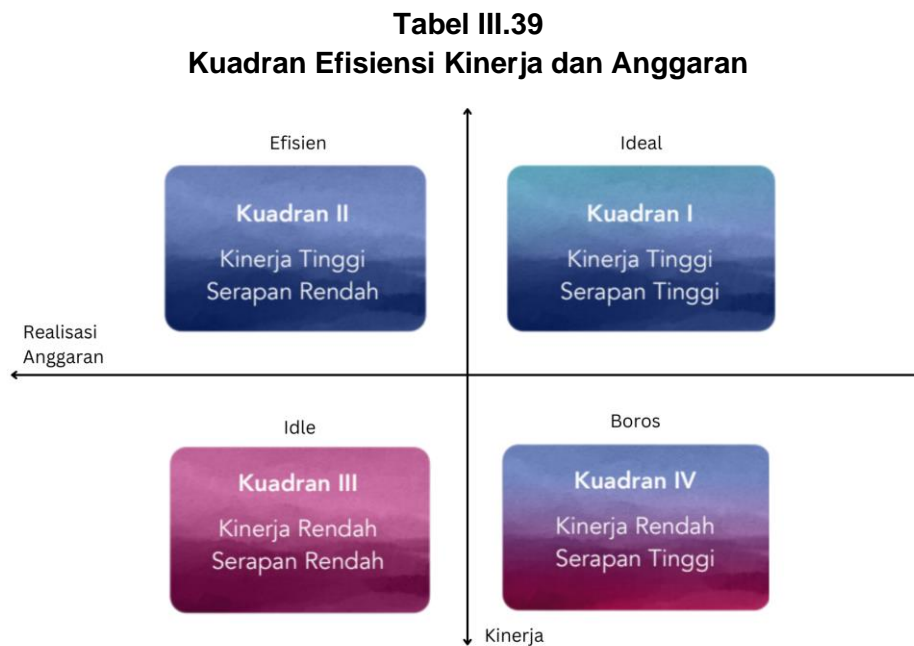 Tabel III.39
Kuadran Efisiensi Kinerja dan Anggaran
Efisien
Ideal
Kuadran II
Kinerja Tinggi
Serapan Rendah
Kuadran I
Kinerja Tinggi
Serapan Tinggi
Realisasi
Anggaran
Idle
Boros
Kuadran III
Kinerja Rendah
Serapan Rendah
Kuadran IV
Kinerja Rendah
Serapan Tinggi
Kinerja